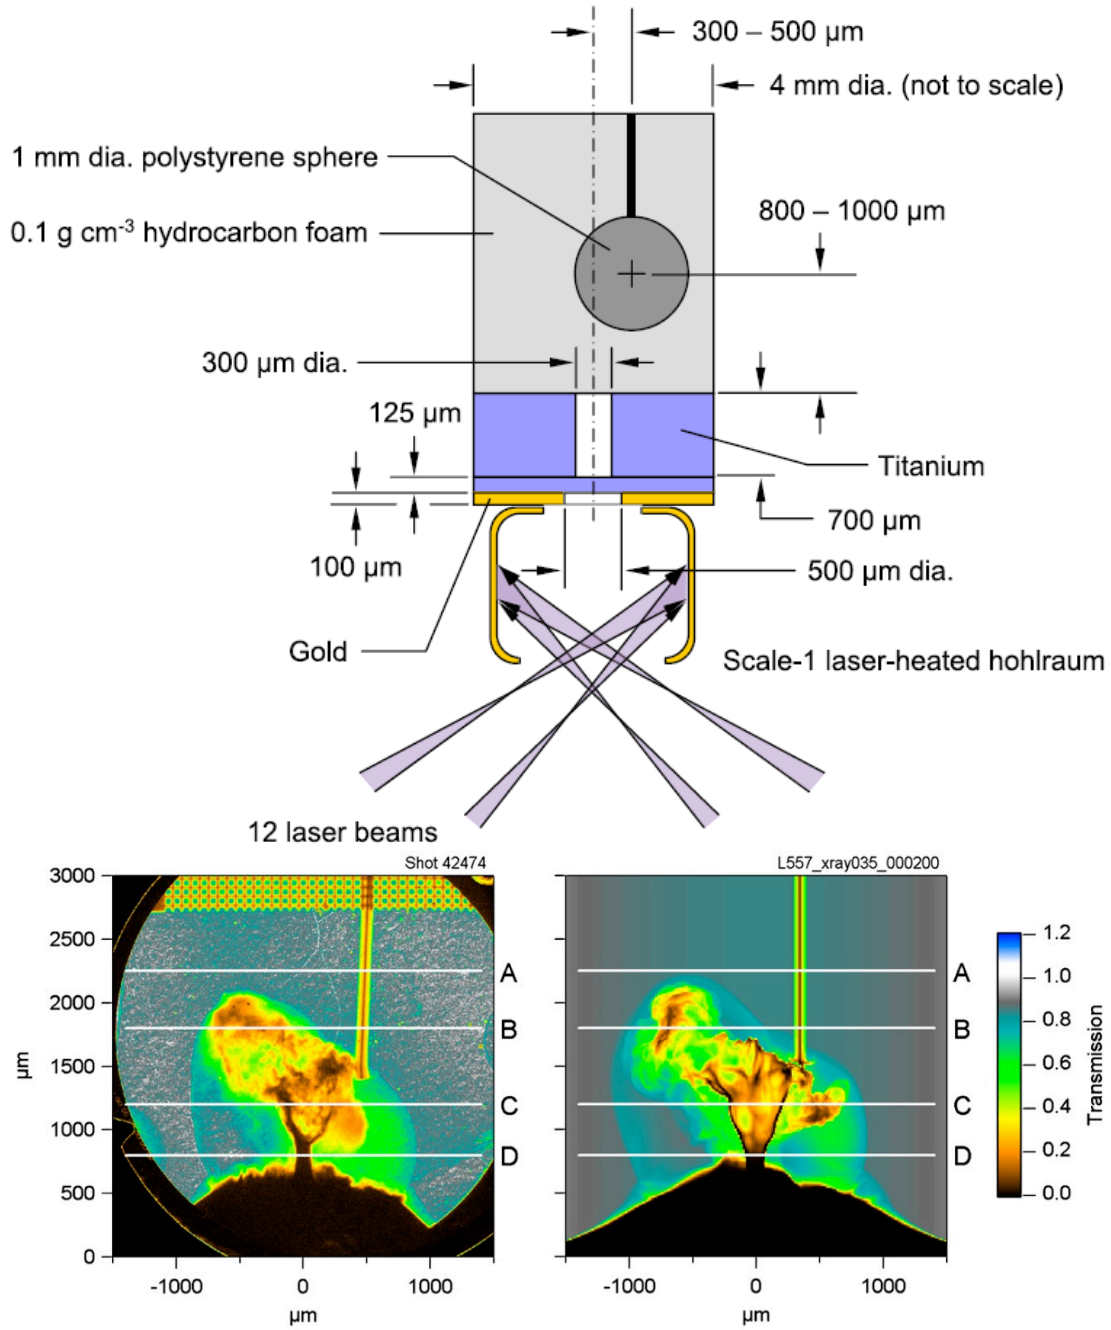 300 – 500 µm
4 mm dia. (not to scale)
1 mm dia. polystyrene sphere
800 – 1000 µm
0.1 g cm-3 hydrocarbon foam
300 µm dia.
125 µm
Titanium
700 µm
100 µm
500 µm dia.
Gold
Scale-1 laser-heated hohlraum
12 laser beams
Shot 42474
L557_xray035_000200
3000
2500
2000
1500
1000
500
0
µm
A
B
C
D
-1000
0
1000
µm
A
B
C
D
-1000
0
1000
µm
1.2
1.0
0.8
0.6
0.4
0.2
0.0
Transmission